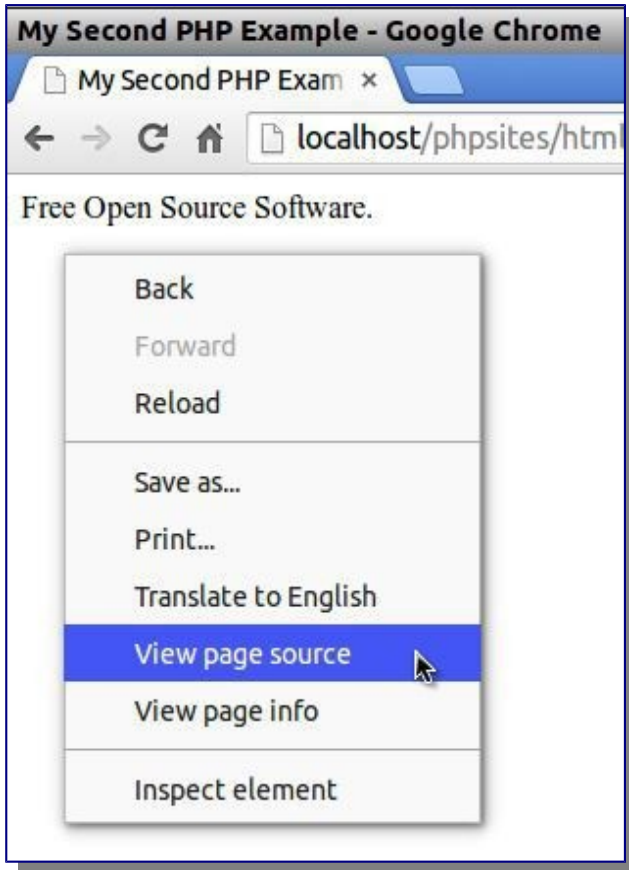 My Second PHP Example - Google Chrome
My Second PHP Exam
localhost/phpsites/html
Free Open Source Software.
Back
Forward
Reload
Save as...
Print...
Translate to English
View page source
View page info
Inspect element